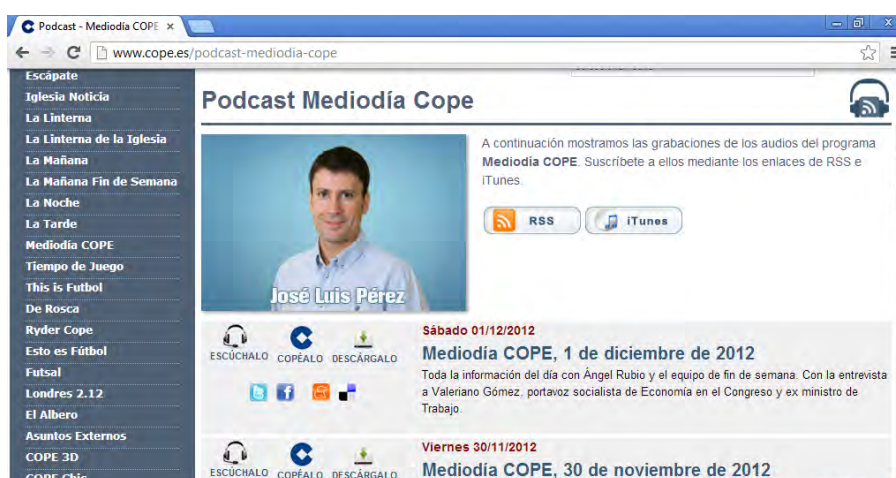 Podcast - Mediodía COPE
www.cope.es/podcast-mediodia-cope
Escápate
Iglesia Noticia
La Linterna
La Linterna de la Iglesia
La Mañana
La Mañana Fin de Semana
La Noche
La Tarde
Mediodía COPE
Tiempo de Juego
This is Futbol
De Rosca
Ryder Cope
Esto es Fútbol
Futsal
Londres 2.12
El Albero
Asuntos Externos
COPE 3D
COPE Chic
Podcast Mediodía Cope
José Luis Pérez
A continuación mostramos las grabaciones de los audios del programa
Mediodía COPE. Suscríbete a ellos mediante los enlaces de RSS e
iTunes.
RSS
iTunes
ESCÚCHALO COPÉALO DESCÁRGALO
Sábado 01/12/2012
Mediodía COPE, 1 de diciembre de 2012
Toda la información del día con Ángel Rubio y el equipo de fin de semana. Con la entrevista
a Valeriano Gómez, portavoz socialista de Economía en el Congreso y ex ministro de
Trabajo.
ESCÚCHALO COPÉALO DESCÁRGALO
Viernes 30/11/2012
Mediodía COPE, 30 de noviembre de 2012